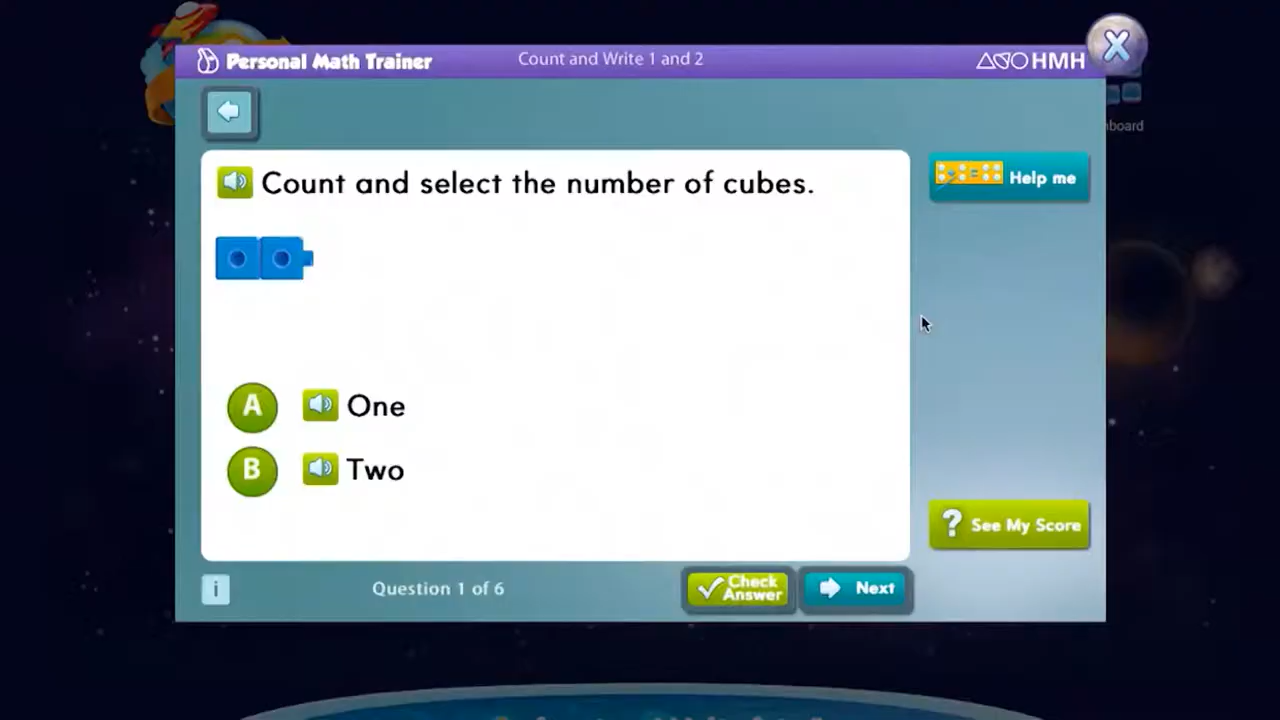 Personal Math Trainer
Count and Write 1 and 2
HMH
board
Help me
Count and select the number of cubes.
A One
B Two
? See My Score
i
Question 1 of 6
Check Answer
Next